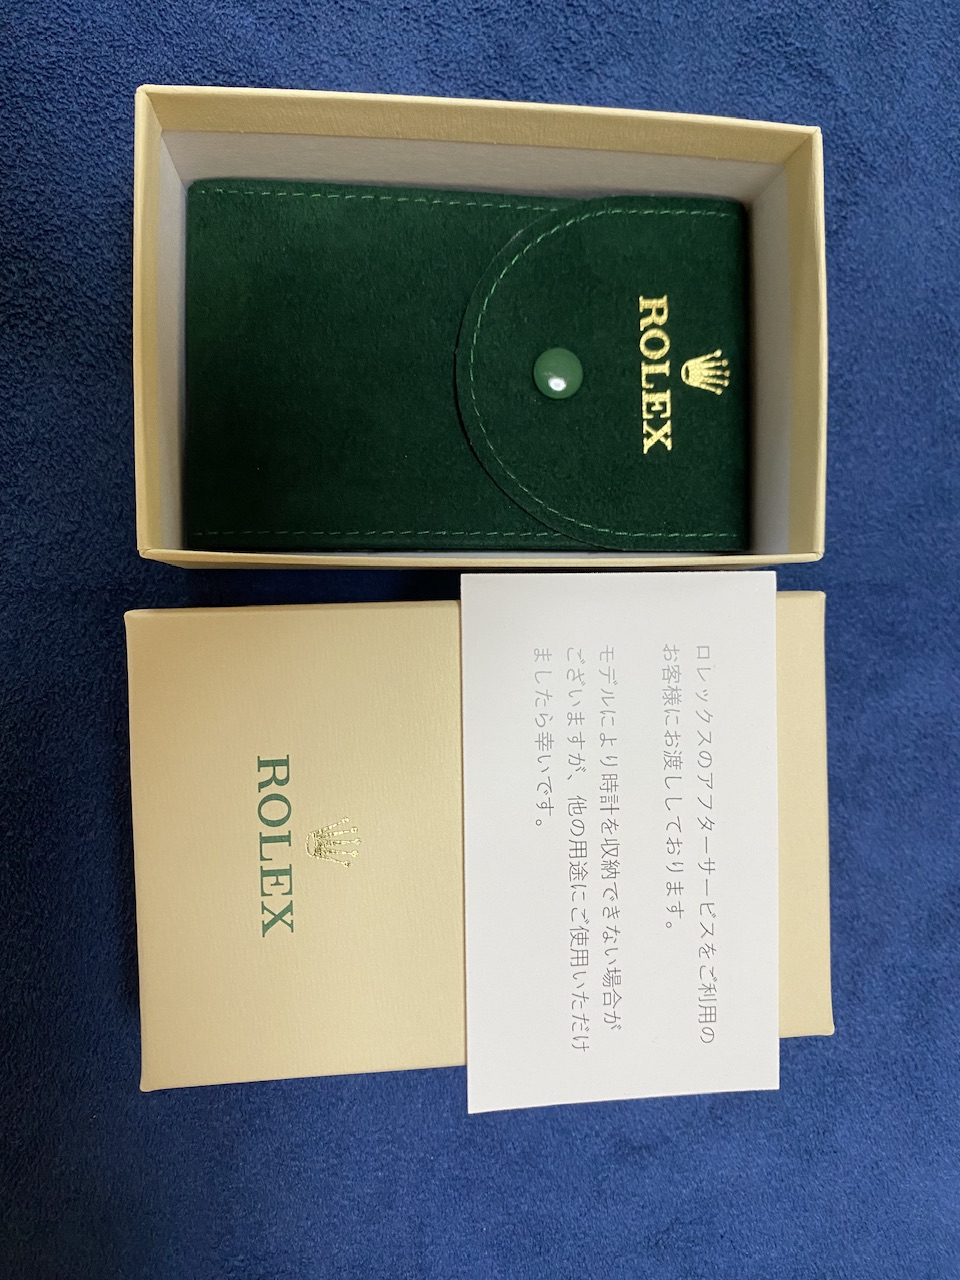 ROLEX
ROLEX
ロレックスのアフターサービスをご利用の
お客様にお渡ししております。
モデルにより時計を収納できない場合が
ございますが、他の用途にご使用いただけ
ましたら幸いです。